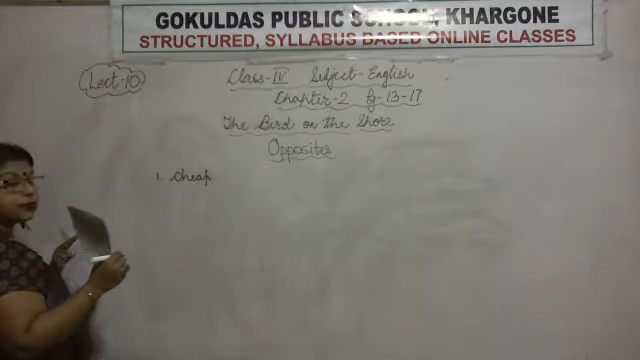 GOKULDAS PUBLIC SCHOOL, KHARGONE
STRUCTURED, SYLLABUS BASED ONLINE CLASSES
Lect-10
Class-IV Subject-English
Chapter-2 Pg-13-17
The Bird on the Shore
Opposites
1. Cheap